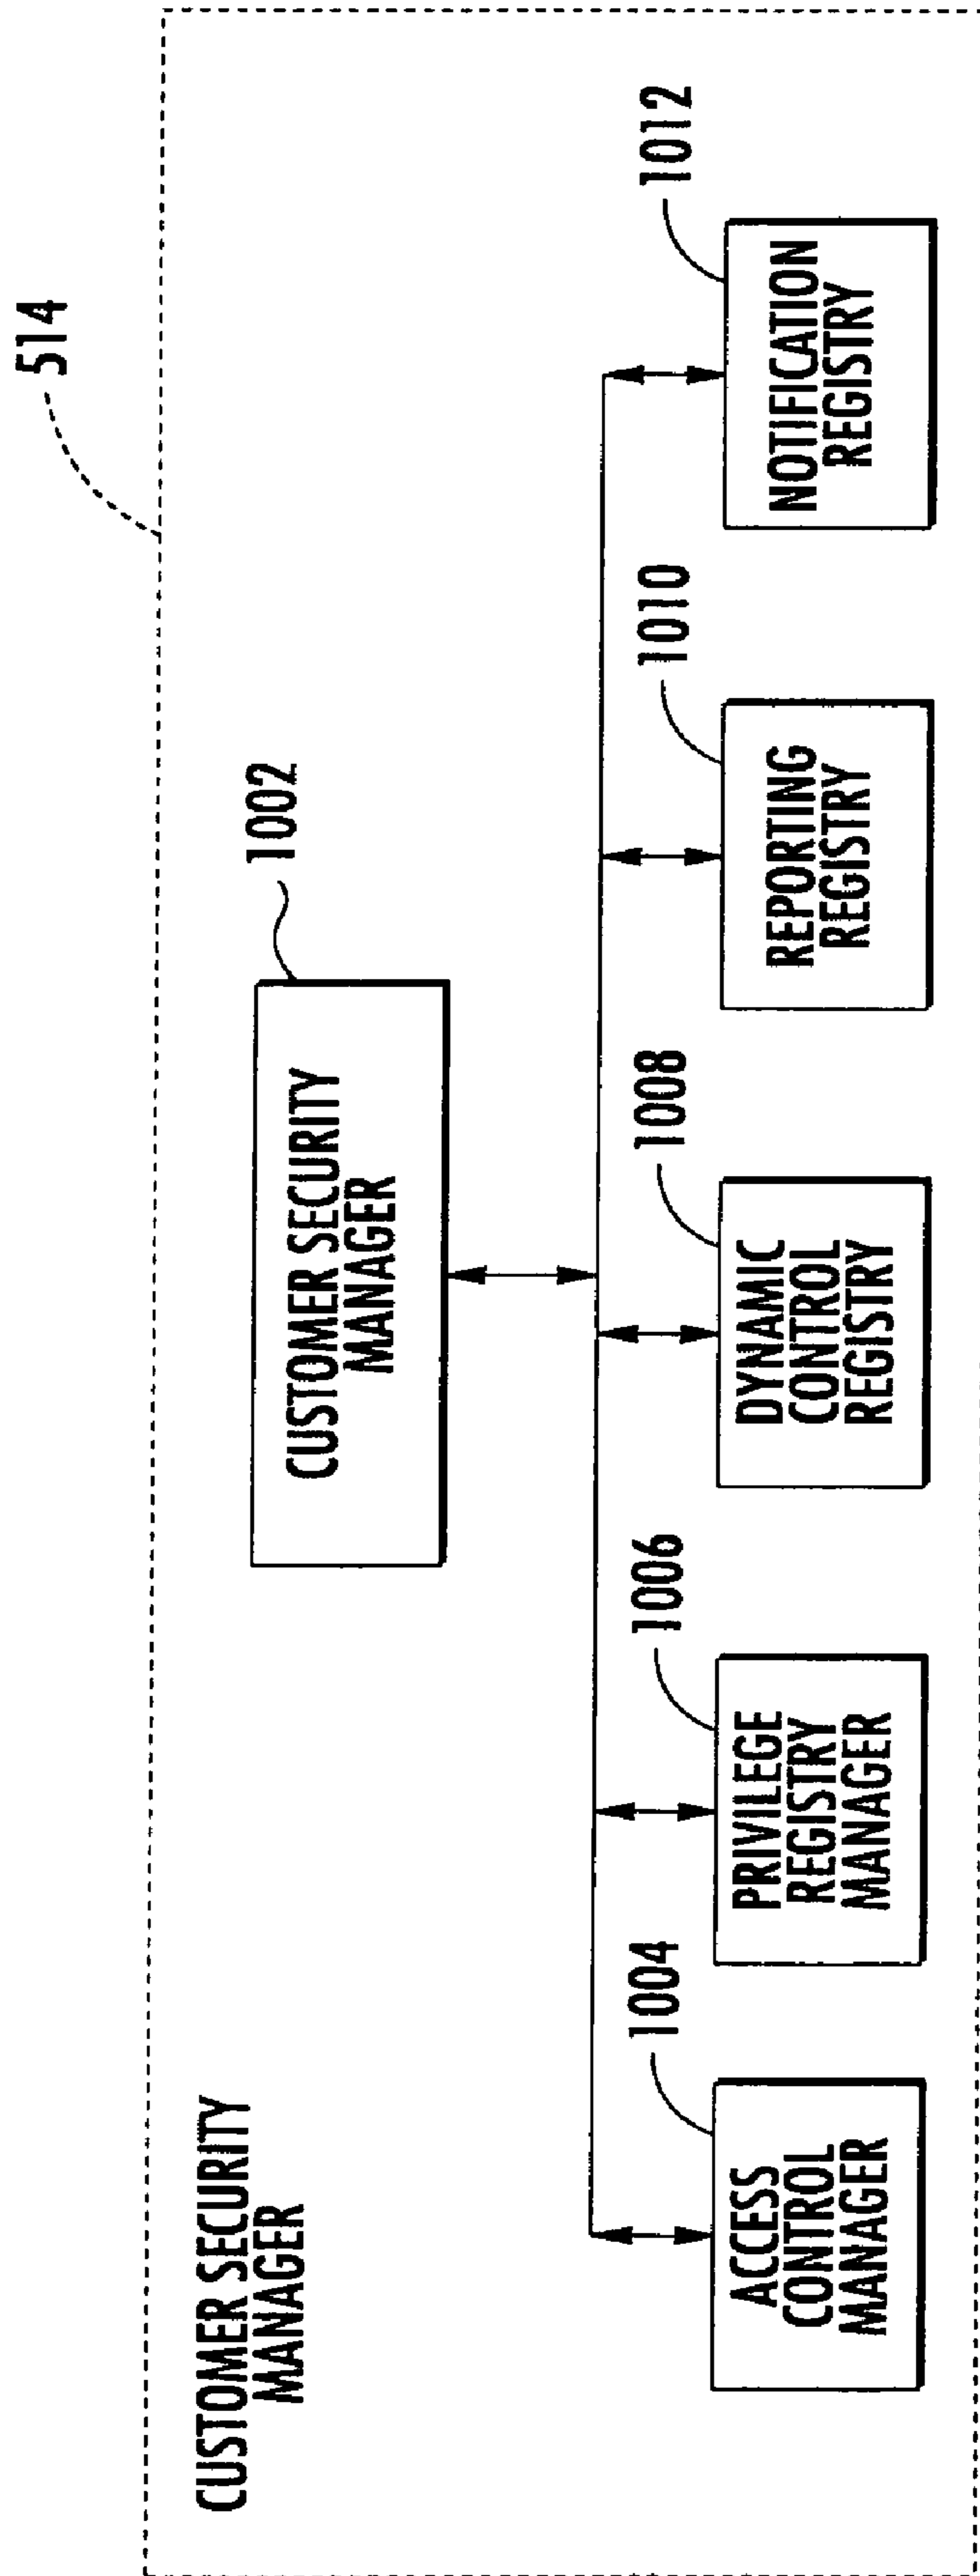 514
CUSTOMER SECURITY
MANAGER
1002
CUSTOMER SECURITY
MANAGER
1004
ACCESS
CONTROL
MANAGER
1006
PRIVILEGE
REGISTRY
MANAGER
1008
DYNAMIC
CONTROL
REGISTRY
1010
REPORTING
REGISTRY
1012
NOTIFICATION
REGISTRY